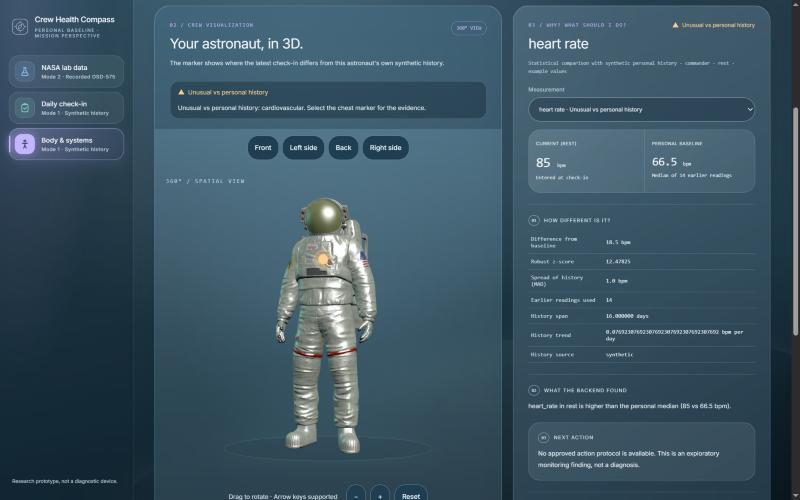 Crew Health Compass
PERSONAL BASELINE ·
MISSION PERSPECTIVE
NASA lab data
Mode 2 · Recorded OSD-575
Daily check-in
Mode 1 · Synthetic history
Body & systems
Mode 1 · Synthetic history
Research prototype, not a diagnostic device.
02 / CREW VISUALIZATION
360° VIEW
Your astronaut, in 3D.
The marker shows where the latest check-in differs from this astronaut's own synthetic history.
Unusual vs personal history
Unusual vs history: cardiovascular. Select the chest marker for the evidence.
Front
Left side
Back
Right side
360° / SPATIAL VIEW
Drag to rotate · Arrow keys supported
−
+
Reset
03 / WHY? WHAT SHOULD I DO?
Unusual vs personal history
heart rate
Statistical comparison with synthetic personal history · commander · rest ·
example values
Measurement
heart rate · Unusual vs personal history
CURRENT (REST)
85 bpm
Entered at check-in
PERSONAL BASELINE
66.5 bpm
Median of 14 earlier readings
01 HOW DIFFERENT IS IT?
Difference from
baseline
18.5 bpm
Robust z-score
12.47825
Spread of history
(MAD)
1.0 bpm
Earlier readings used
14
History span
16.000000 days
History trend
0.07692307692307692307692307692 bpm per
day
History source
synthetic
02 WHAT THE BACKEND FOUND
heart_rate in rest is higher than the personal median (85 vs 66.5 bpm).
03 NEXT ACTION
No approved action protocol is available. This is an exploratory
monitoring finding, not a diagnosis.